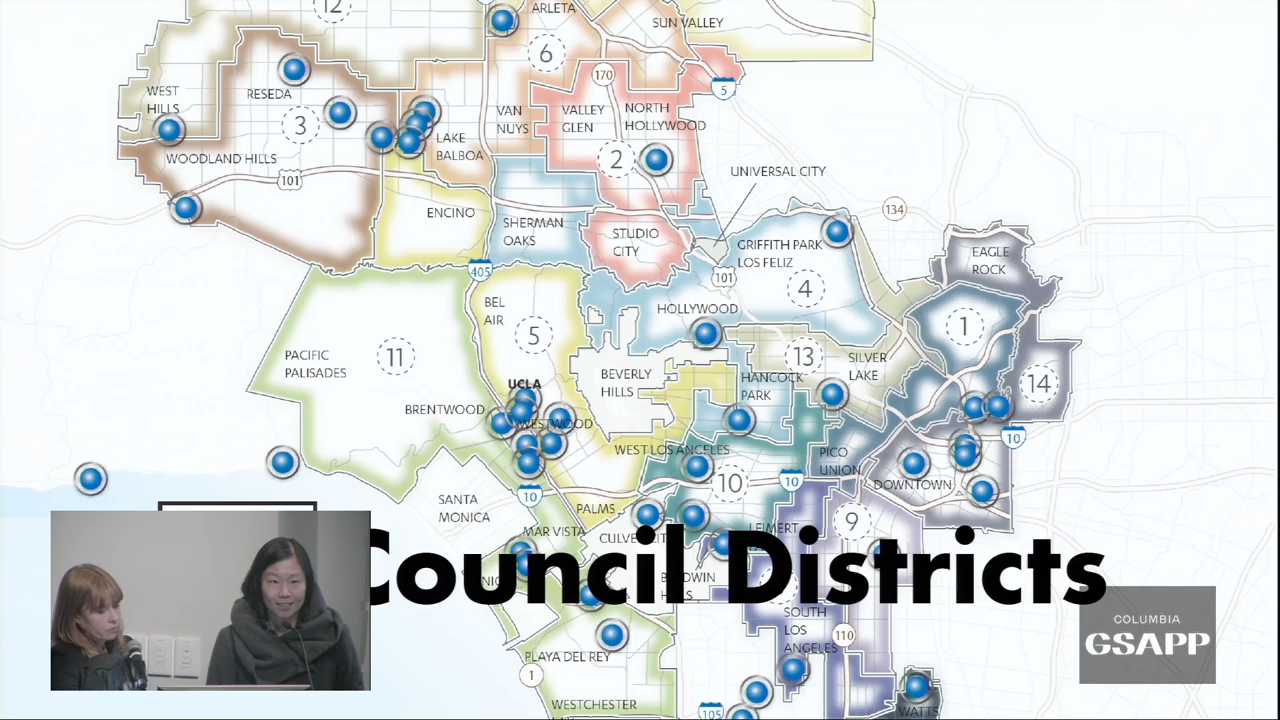 12
ARLETA
SUN VALLEY
6
170
5
WEST
HILLS
RESEDA
3
VAN
NUYS
VALLEY
GLEN
NORTH
HOLLYWOOD
LAKE
BALBOA
WOODLAND HILLS
101
2
UNIVERSAL CITY
134
ENCINO
SHERMAN
OAKS
STUDIO
CITY
GRIFFITH PARK
LOS FELIZ
EAGLE
ROCK
405
101
4
BEL
AIR
HOLLYWOOD
5
1
11
PACIFIC
PALISADES
13
SILVER
LAKE
BEVERLY
HILLS
HANCOCK
PARK
14
UCLA
BRENTWOOD
WESTWOOD
10
WEST LOS ANGELES
PICO
UNION
10
10
DOWNTOWN
10
SANTA
MONICA
PALMS
9
MAR VISTA
LEIMERT
Council Districts
BALDWIN
HILLS
SOUTH
LOS
ANGELES
110
PLAYA DEL REY
1
WESTCHESTER
105
WATTS
COLUMBIA
GSAPP